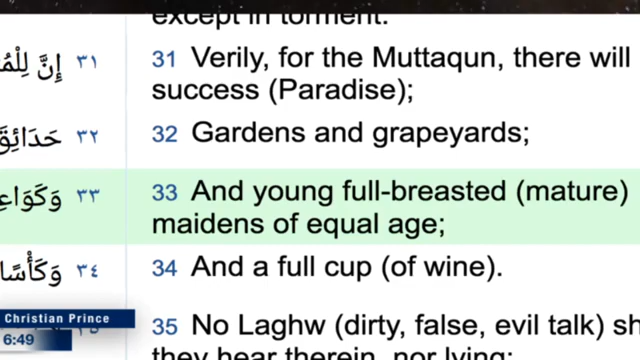 except in torment.
إِنَّ ٣١ 31 Verily, for the Muttaqun, there will
success (Paradise);
٣٢ 32 Gardens and grapeyards;
٣٣ 33 And young full-breasted (mature)
maidens of equal age;
٣٤ 34 And a full cup (of wine).
35 No Laghw (dirty, false, evil talk)
they hear therein, nor lying;
Christian Prince
6:49